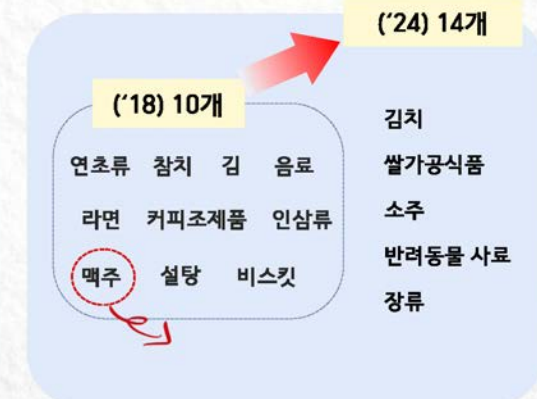 ('24) 14개
('18) 10개
연초류 참치 김 음료
라면 커피조제품 인삼류
맥주 설탕 비스킷
김치
쌀가공식품
소주
반려동물 사료
장류